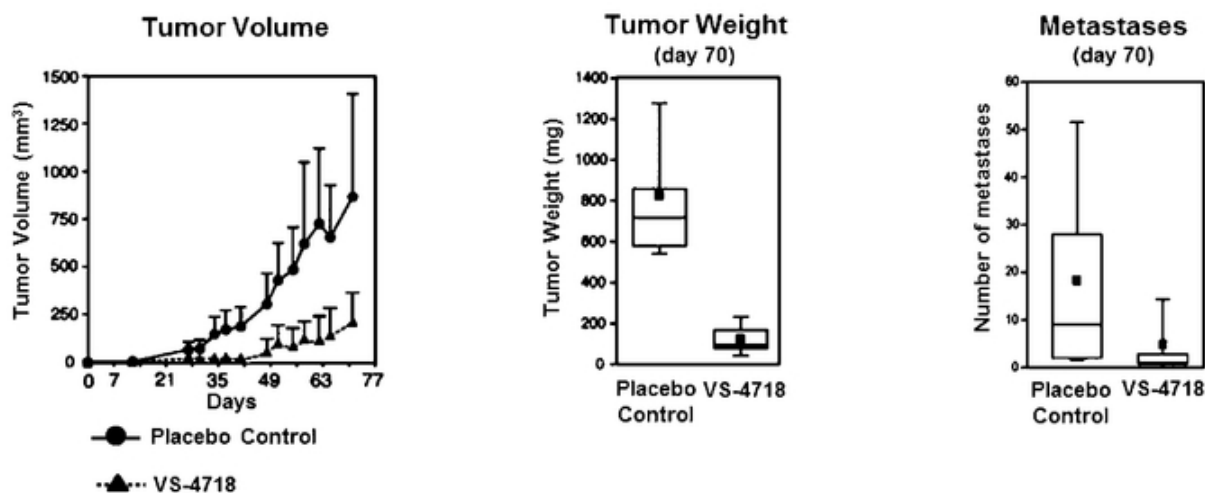 Tumor Volume
1500
1250
1000
750
500
250
0
Tumor Volume (mm³)
0 7 21 35 49 63 77
Days
Placebo Control
VS-4718
Tumor Weight
(day 70)
1400
1200
1000
800
600
400
200
0
Tumor Weight (mg)
Placebo VS-4718
Control
Metastases
(day 70)
60
50
40
30
20
10
0
Number of metastases
Placebo VS-4718
Control